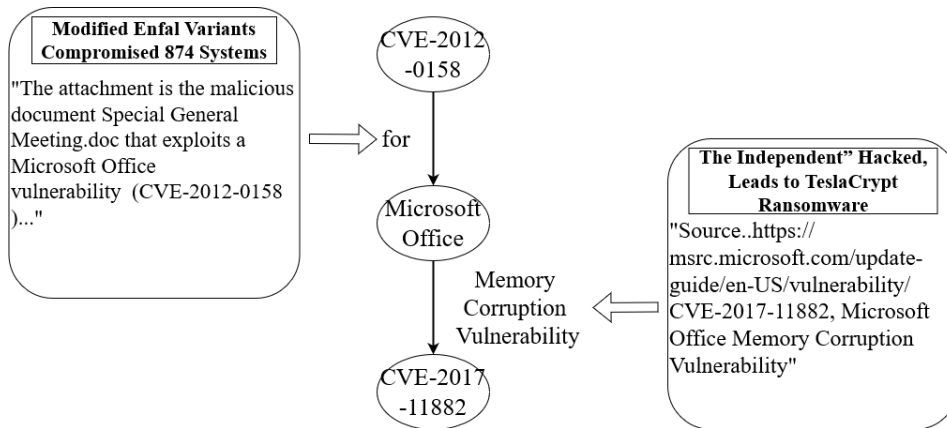 Modified Enfal Variants
Compromised 874 Systems
"The attachment is the malicious
document Special General
Meeting.doc that exploits a
Microsoft Office
vulnerability (CVE-2012-0158
)..."
CVE-2012
-0158
for
Microsoft
Office
Memory
Corruption
Vulnerability
CVE-2017
-11882
The Independent” Hacked,
Leads to TeslaCrypt
Ransomware
"Source..https://
msrc.microsoft.com/update-
guide/en-US/vulnerability/
CVE-2017-11882, Microsoft
Office Memory Corruption
Vulnerability"